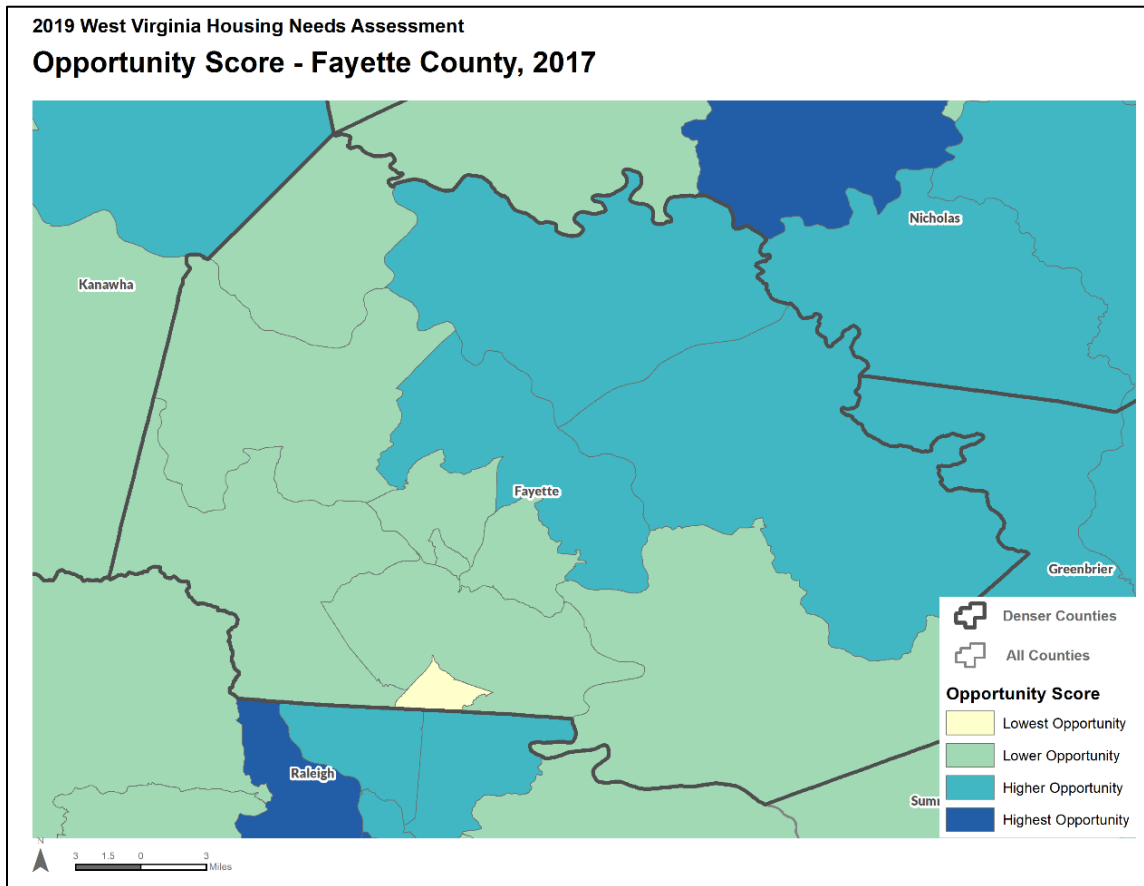 2019 West Virginia Housing Needs Assessment
Opportunity Score - Fayette County, 2017
Nicholas
Kanawha
Fayette
Greenbrier
Raleigh
Sum
Denser Counties
All Counties
Opportunity Score
Lowest Opportunity
Lower Opportunity
Higher Opportunity
Highest Opportunity
N
3 1.5 0 3
Miles